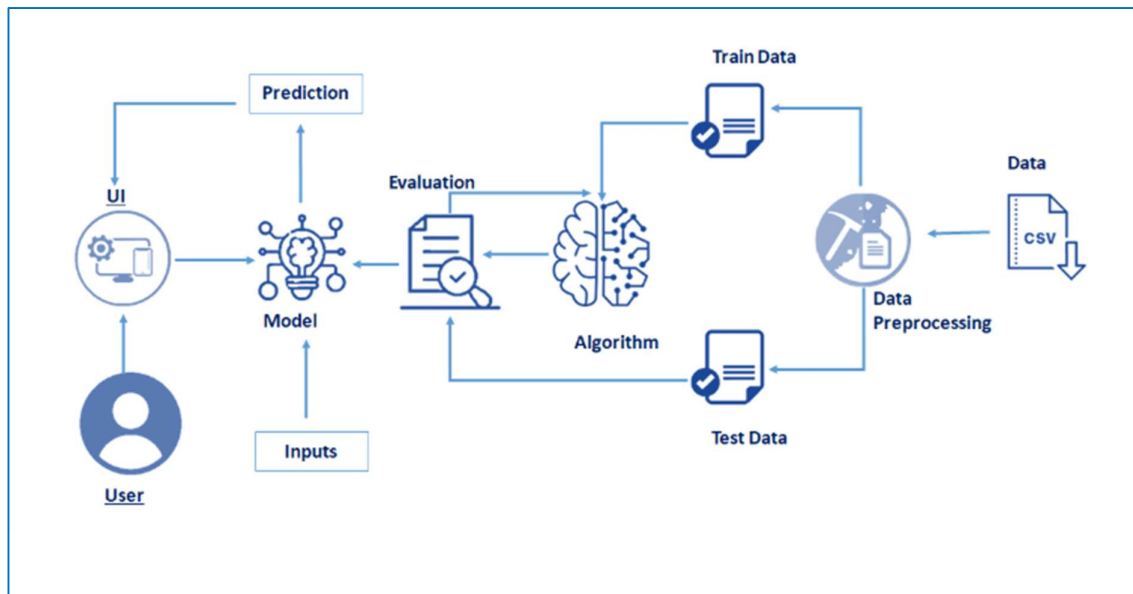 Train Data
Prediction
Data
Evaluation
UI
CSV
Model
Data
Preprocessing
Algorithm
Inputs
Test Data
User